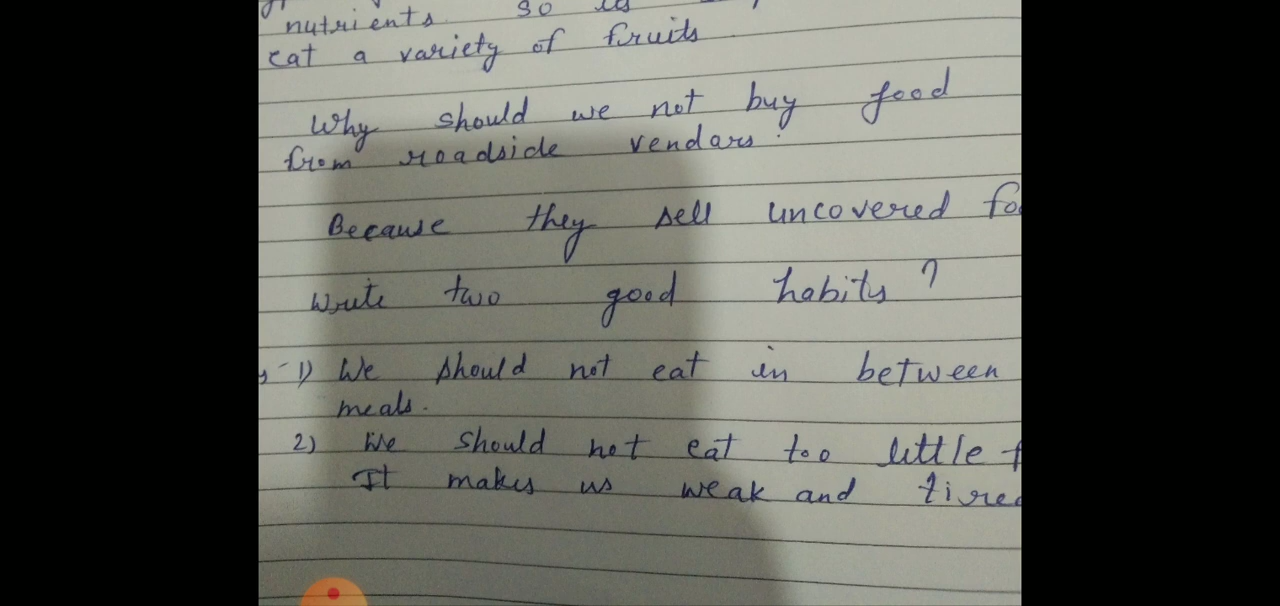 nutrients. so
eat a variety of fruits
Why should we not buy food
from roadside vendars.
Because they sell uncovered
Write two good habits ?
1) We should not eat in between
meals.
2) We should not eat too little
It makes us weak and